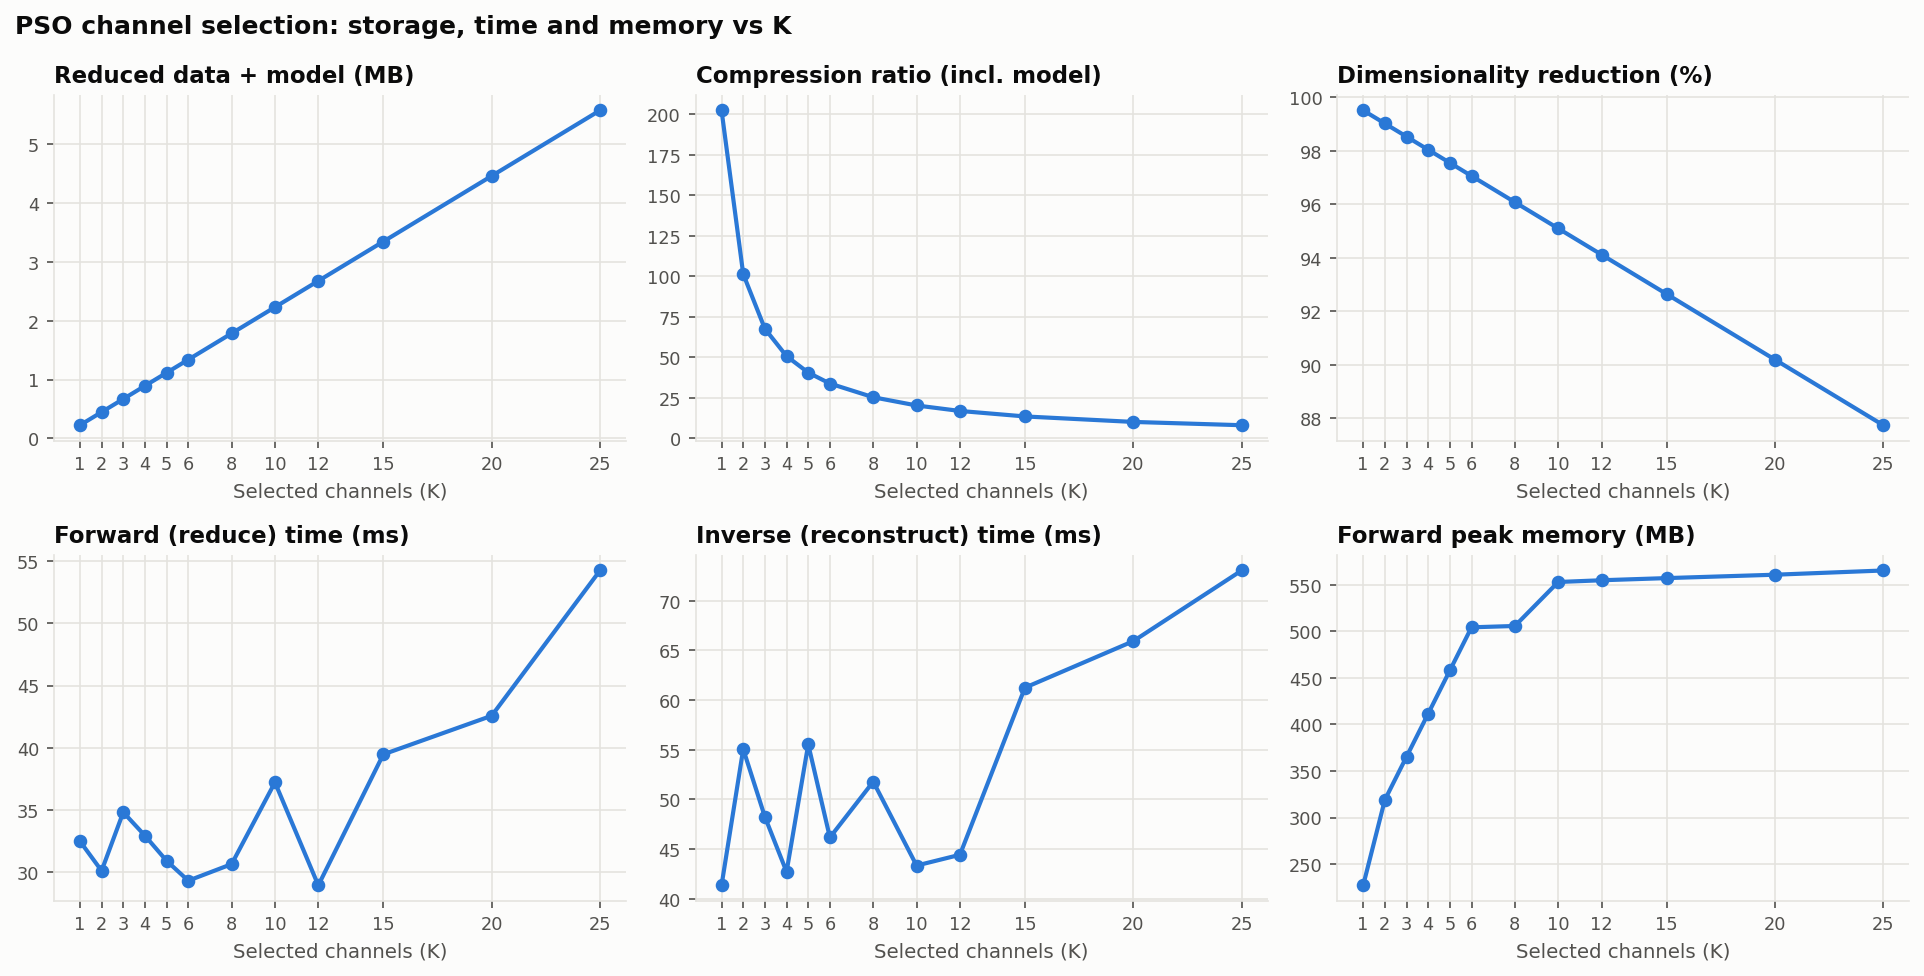 PSO channel selection: storage, time and memory vs K
Reduced data + model (MB)
5
4
3
2
1
0
1 2 3 4 5 6 8 10 12 15 20 25
Selected channels (K)
Compression ratio (incl. model)
200
175
150
125
100
75
50
25
0
1 2 3 4 5 6 8 10 12 15 20 25
Selected channels (K)
Dimensionality reduction (%)
100
98
96
94
92
90
88
1 2 3 4 5 6 8 10 12 15 20 25
Selected channels (K)
Forward (reduce) time (ms)
55
50
45
40
35
30
1 2 3 4 5 6 8 10 12 15 20 25
Selected channels (K)
Inverse (reconstruct) time (ms)
70
65
60
55
50
45
40
1 2 3 4 5 6 8 10 12 15 20 25
Selected channels (K)
Forward peak memory (MB)
550
500
450
400
350
300
250
1 2 3 4 5 6 8 10 12 15 20 25
Selected channels (K)